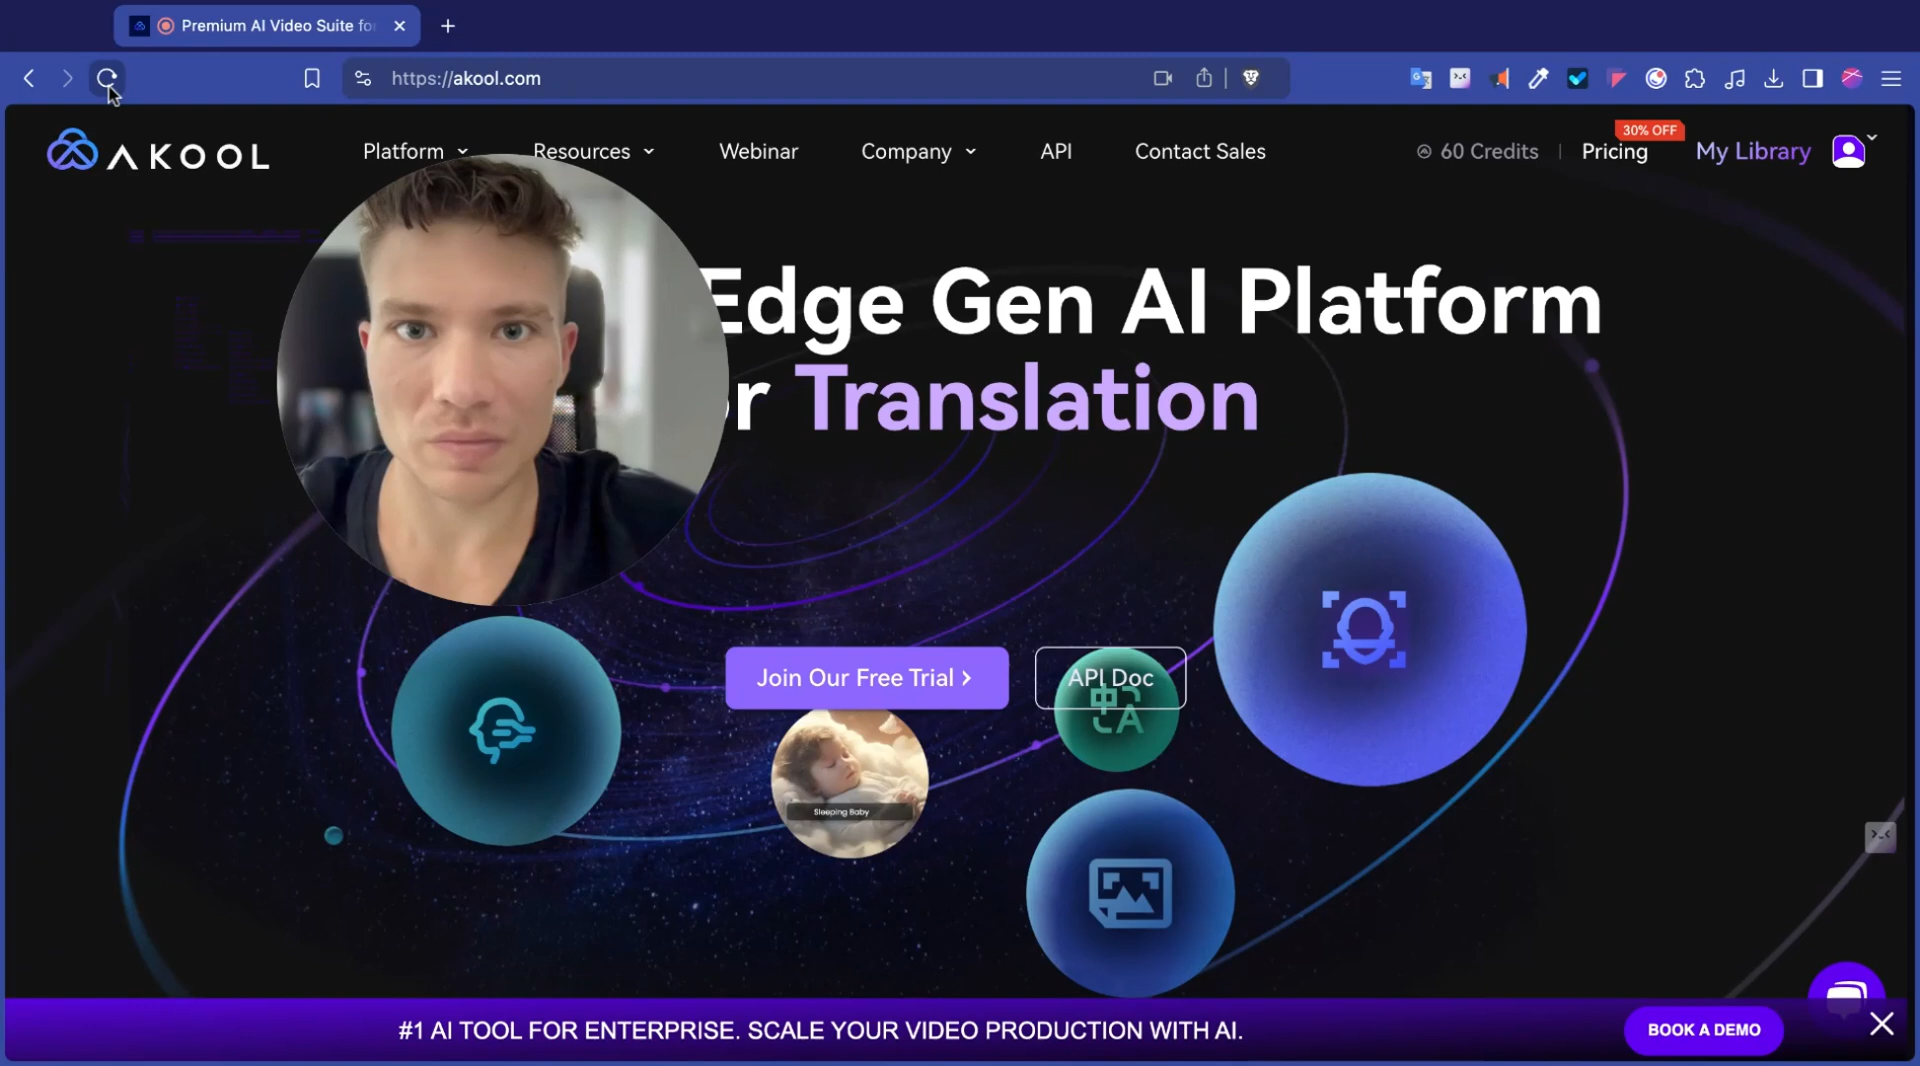 Premium AI Video Suite fo
https://akool.com
AKOOL
Platform
Resources
Webinar
Company
API
Contact Sales
60 Credits
30% OFF
Pricing
My Library
Edge Gen AI Platform
or Translation
Join Our Free Trial ›
API Doc
中
A
Sleeping Baby
#1 AI TOOL FOR ENTERPRISE. SCALE YOUR VIDEO PRODUCTION WITH AI.
BOOK A DEMO